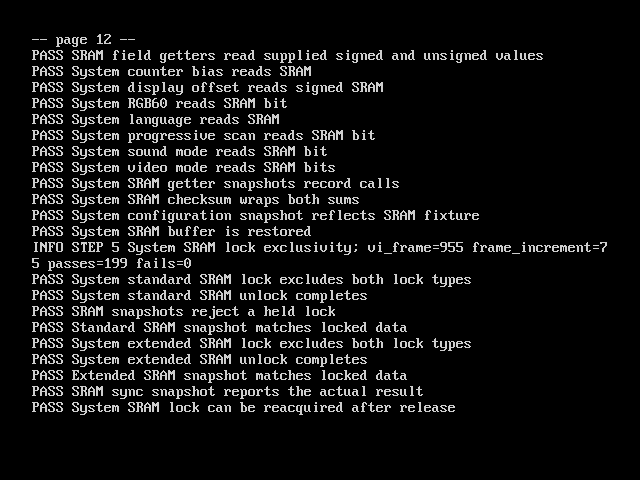 -- page 12 --
PASS SRAM field getters read supplied signed and unsigned values
PASS System counter bias reads SRAM
PASS System display offset reads signed SRAM
PASS System RGB60 reads SRAM bit
PASS System language reads SRAM
PASS System progressive scan reads SRAM bit
PASS System sound mode reads SRAM bit
PASS System video mode reads SRAM bits
PASS System SRAM getter snapshots record calls
PASS System SRAM checksum wraps both sums
PASS System configuration snapshot reflects SRAM fixture
PASS System SRAM buffer is restored
INFO STEP 5 System SRAM lock exclusivity; vi_frame=955 frame_increment=7
5 passes=199 fails=0
PASS System standard SRAM lock excludes both lock types
PASS System standard SRAM unlock completes
PASS SRAM snapshots reject a held lock
PASS Standard SRAM snapshot matches locked data
PASS System extended SRAM lock excludes both lock types
PASS System extended SRAM unlock completes
PASS Extended SRAM snapshot matches locked data
PASS SRAM sync snapshot reports the actual result
PASS System SRAM lock can be reacquired after release